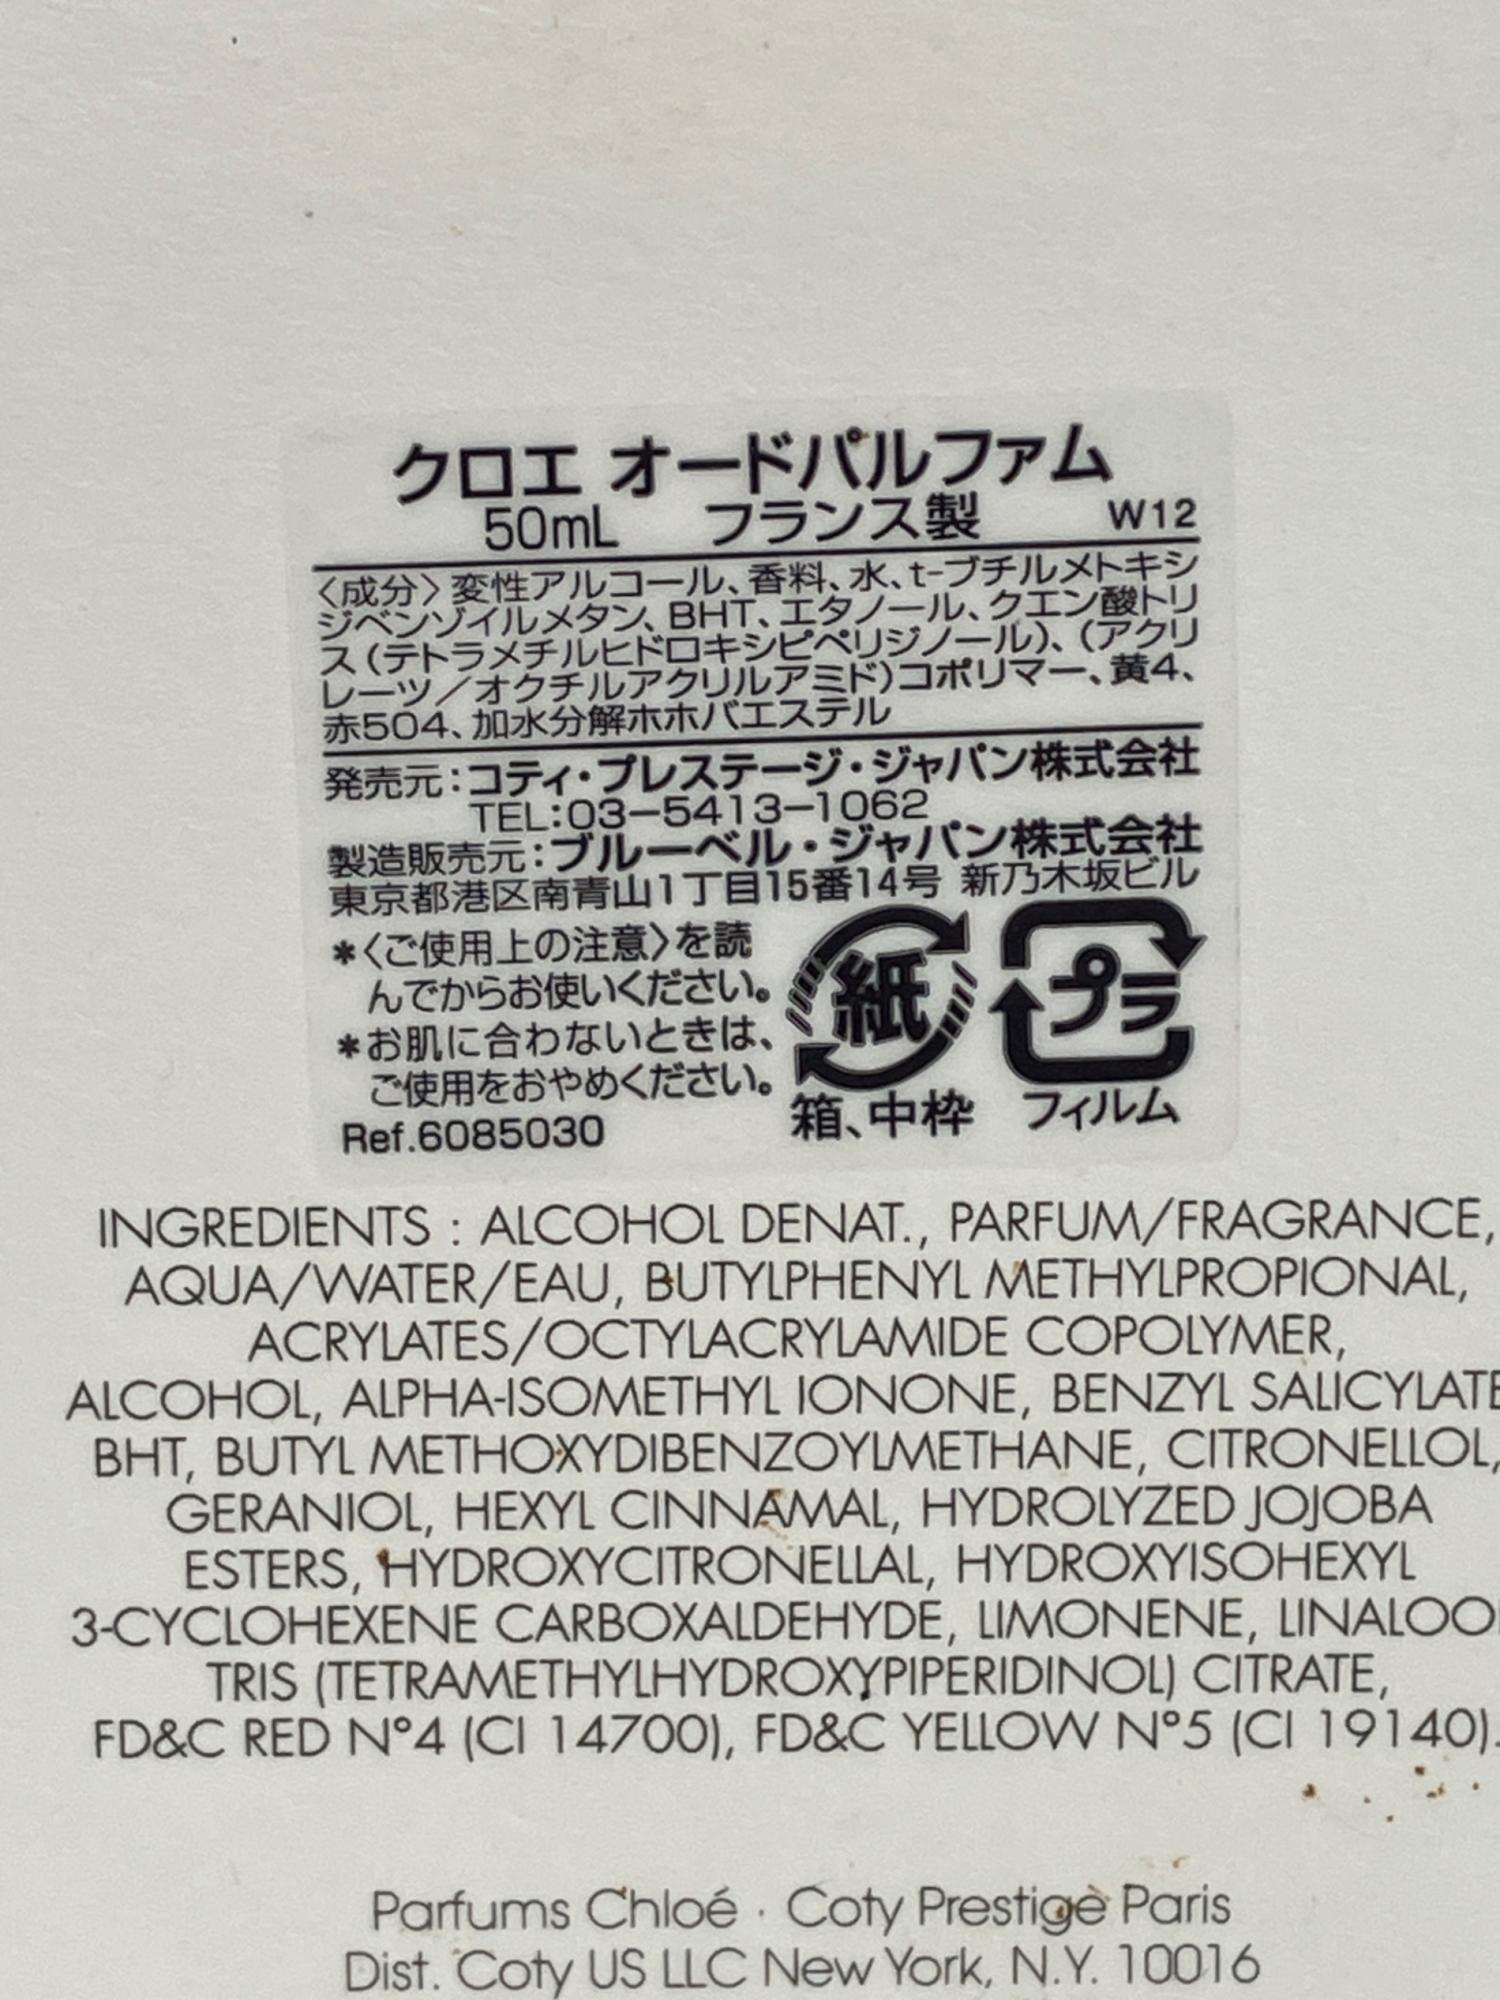 クロエ オードパルファム
50mL フランス製 W12
〈成分〉変性アルコール、香料、水、t-ブチルメトキシ
ジベンゾイルメタン、BHT、エタノール、クエン酸トリ
ス(テトラメチルヒドロキシピペリジノール)、(アクリ
レーツ/オクチルアクリルアミド)コポリマー、黄4、
赤504、加水分解ホホバエステル
発売元:コティ・プレステージ・ジャパン株式会社
TEL:03-5413-1062
製造販売元:ブルーベル・ジャパン株式会社
東京都港区南青山1丁目15番14号 新乃木坂ビル
*〈ご使用上の注意〉を読
んでからお使いください。
*お肌に合わないときは、
ご使用をおやめください。
Ref.6085030
紙
箱、中枠
プラ
フィルム
INGREDIENTS : ALCOHOL DENAT., PARFUM/FRAGRANCE,
AQUA/WATER/EAU, BUTYLPHENYL METHYLPROPIONAL,
ACRYLATES/OCTYLACRYLAMIDE COPOLYMER,
ALCOHOL, ALPHA-ISOMETHYL IONONE, BENZYL SALICYLATE
BHT, BUTYL METHOXYDIBENZOYLMETHANE, CITRONELLOL,
GERANIOL, HEXYL CINNAMAL, HYDROLYZED JOJOBA
ESTERS, HYDROXYCITRONELLAL, HYDROXYISOHEXYL
3-CYCLOHEXENE CARBOXALDEHYDE, LIMONENE, LINALOOL
TRIS (TETRAMETHYLHYDROXYPIPERIDINOL) CITRATE,
FD&C RED N°4 (CI 14700), FD&C YELLOW N°5 (CI 19140).
Parfums Chloé · Coty Prestige Paris
Dist. Coty US LLC New York, N.Y. 10016